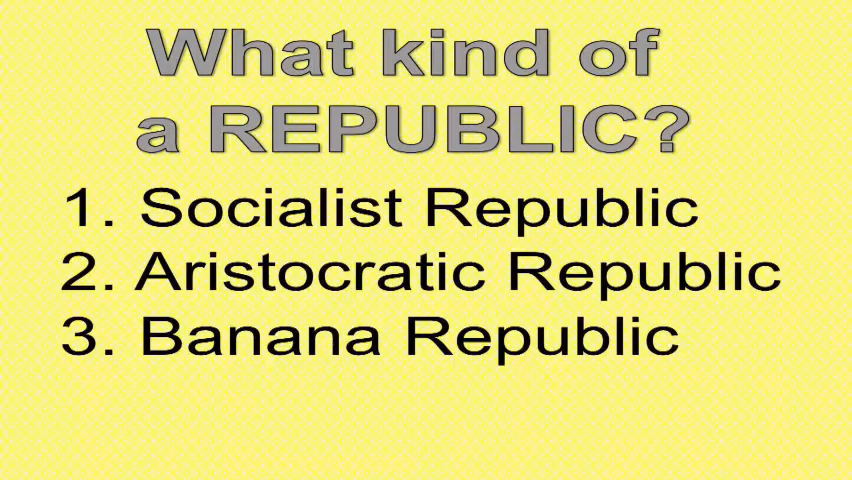 What kind of
a REPUBLIC?
1. Socialist Republic
2. Aristocratic Republic
3. Banana Republic